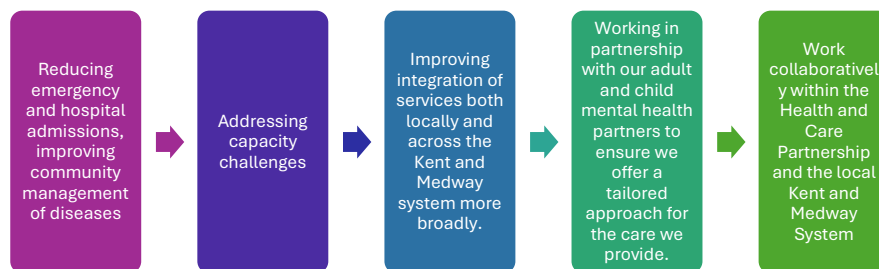 Reducing
emergency
and hospital
admissions,
improving
community
management
of diseases
Addressing
capacity
challenges
Improving
integration of
services both
locally and
across the
Kent and
Medway
system more
broadly.
Working in
partnership
with our adult
and child
mental health
partners to
ensure we
offer a
tailored
approach for
the care we
provide.
Work
collaborativel
y within the
Health and
Care
Partnership
and the local
Kent and
Medway
System